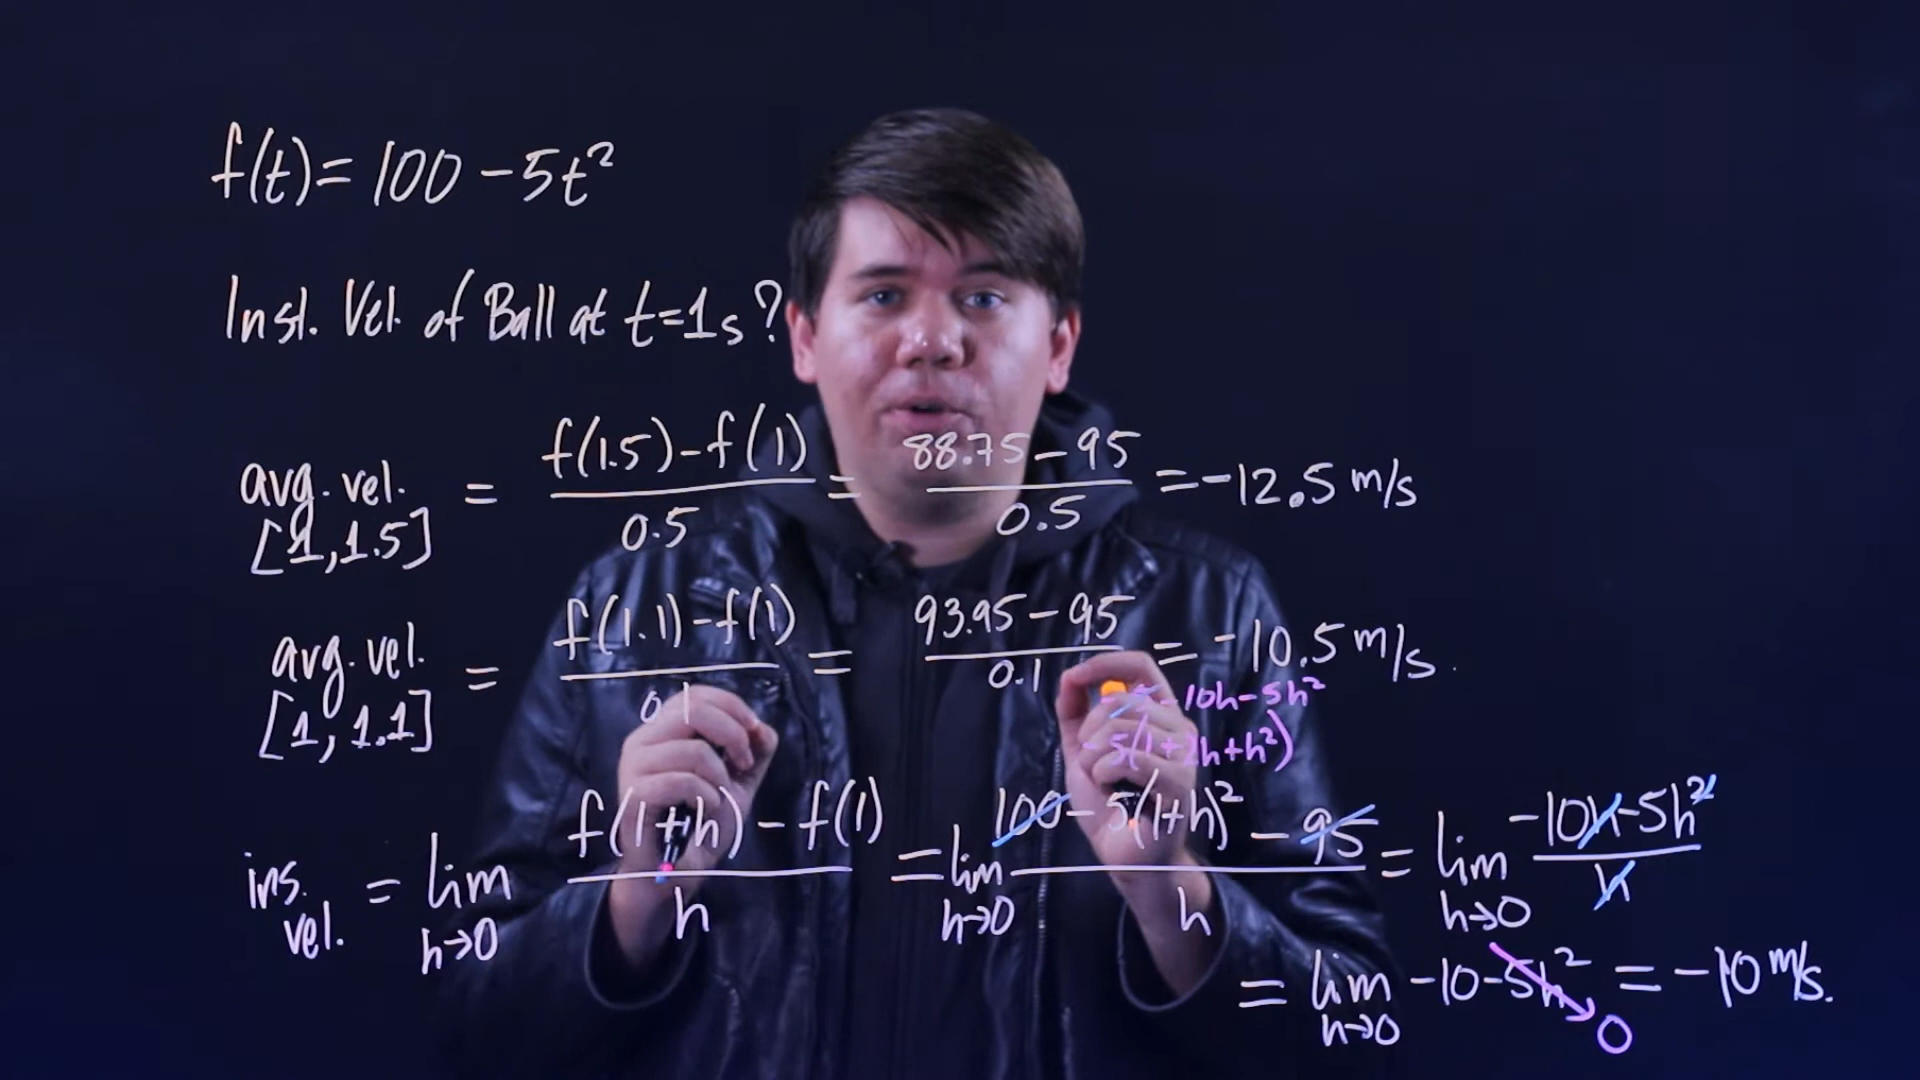 f(t) = 100 - 5t²
Inst. Vel. of Ball at t=1s?
avg. vel. [1, 1.5] = f(1.5) - f(1) / 0.5 = 88.75 - 95 / 0.5 = -12.5 m/s
avg. vel. [1, 1.1] = f(1.1) - f(1) / 0.1 = 93.95 - 95 / 0.1 = -10.5 m/s
-10h - 5h²
-5(1+2h+h²)
ins. vel. = lim h→0 f(1+h) - f(1) / h = lim h→0 100 - 5(1+h)² - 95 / h = lim h→0 -10h - 5h² / h
= lim h→0 -10 - 5h² = -10 m/s.
0